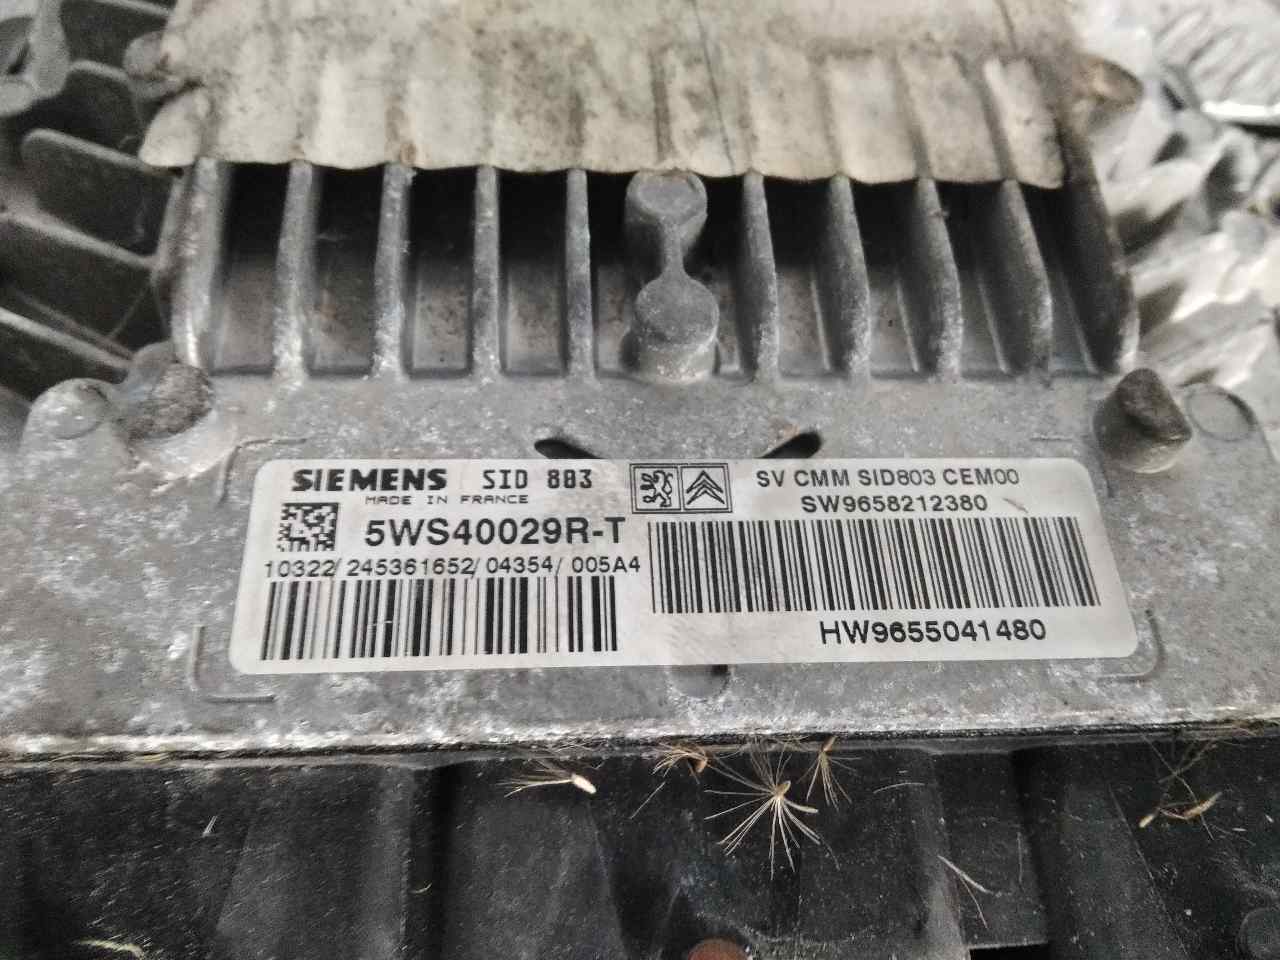 SIEMENS SID 803
MADE IN FRANCE
5WS40029R-T
10322/245361652/04354/005A4
SV CMM SID803 CEM00
SW9658212380
HW9655041480